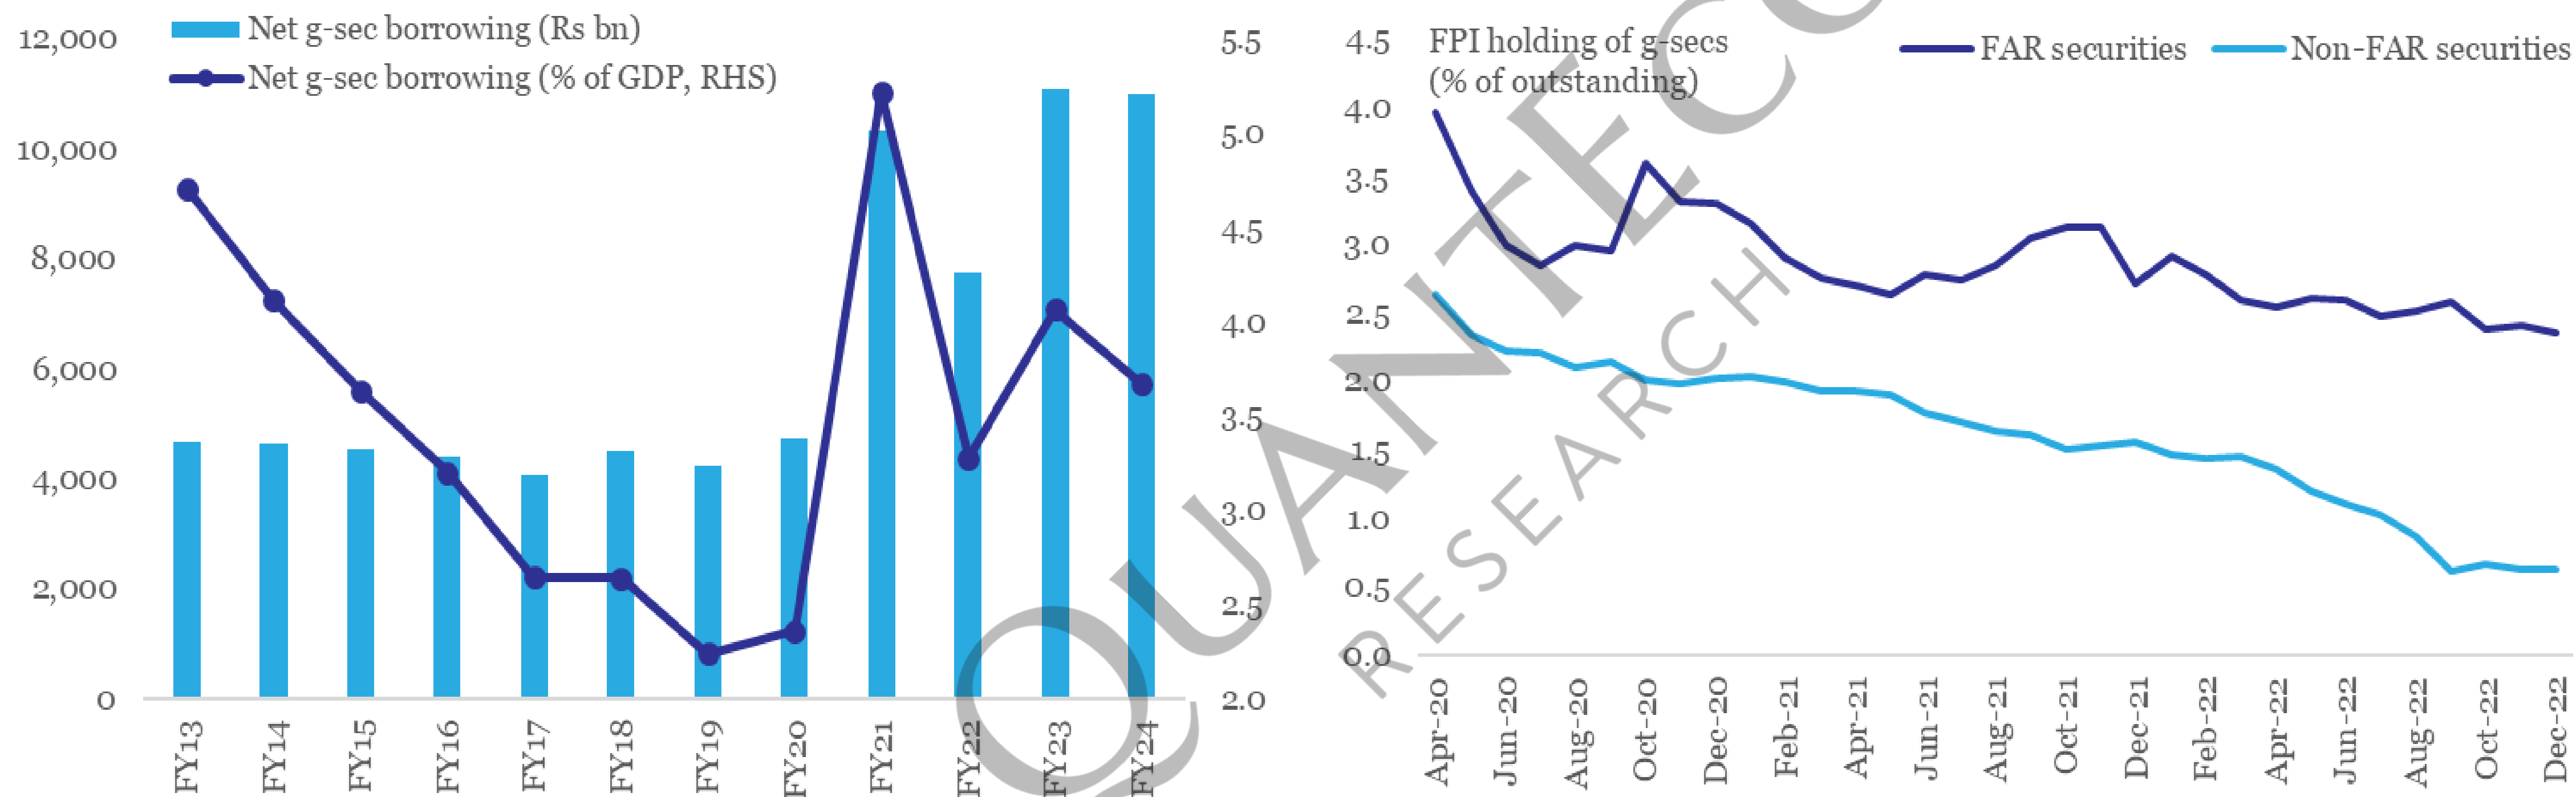 Net g-sec borrowing (Rs bn)
Net g-sec borrowing (% of GDP, RHS)
12,000
10,000
8,000
6,000
4,000
2,000
0
5.5
5.0
4.5
4.0
3.5
3.0
2.5
2.0
FY13
FY14
FY15
FY16
FY17
FY18
FY19
FY20
FY21
FY22
FY23
FY24
FPI holding of g-secs
(% of outstanding)
FAR securities
Non-FAR securities
4.5
4.0
3.5
3.0
2.5
2.0
1.5
1.0
0.5
0.0
Apr-20
Jun-20
Aug-20
Oct-20
Dec-20
Feb-21
Apr-21
Jun-21
Aug-21
Oct-21
Dec-21
Feb-22
Apr-22
Jun-22
Aug-22
Oct-22
Dec-22
QUANTECO
RESEARCH